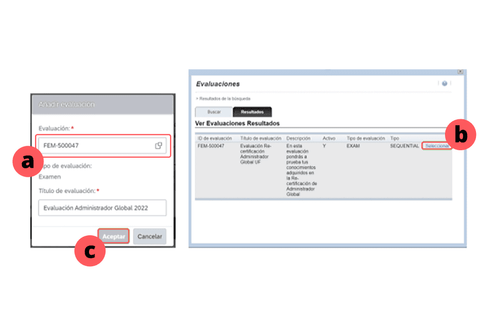 Añadir evaluación
Evaluación:*
FEM-500047
Tipo de evaluación:
Examen
Título de evaluación:*
Evaluación Administrador Global 2022
Aceptar Cancelar
a
c
Evaluaciones
Resultados de la búsqueda
Buscar Resultados
Ver Evaluaciones Resultados
ID de evaluación Título de evaluación Descripción Activo Tipo de evaluación Tipo
FEM-500047 Evaluación Re- En esta Y EXAM SEQUENTIAL Seleccionar
certificación evaluación
Administrador pondrás a
Global UF prueba tus
conocimientos
adquiridos en
la Re-
certificación de
Administrador
Global
b